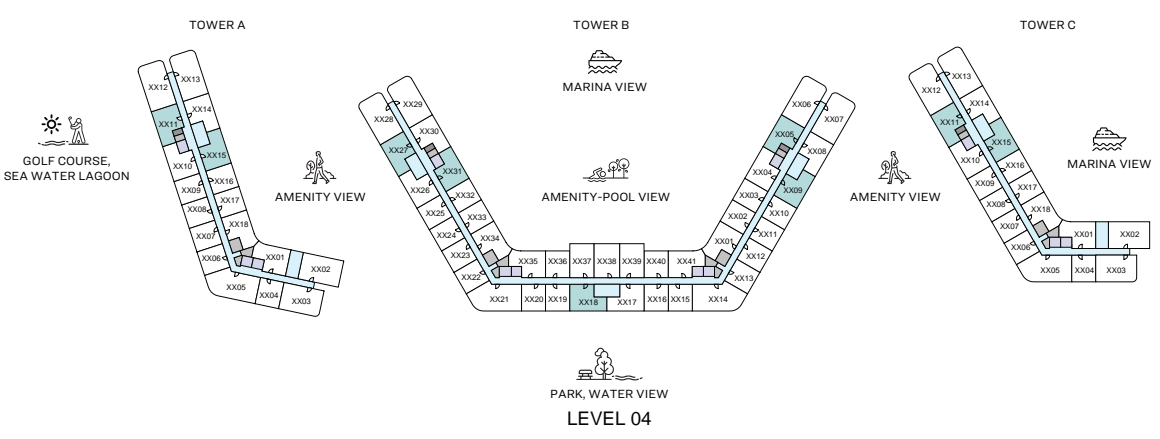 TOWER A
TOWER B
TOWER C
MARINA VIEW
GOLF COURSE,
SEA WATER LAGOON
AMENITY VIEW
AMENITY-POOL VIEW
AMENITY VIEW
MARINA VIEW
XX12
XX13
XX11
XX14
XX10
XX15
XX09
XX16
XX08
XX17
XX07
XX18
XX06
XX01
XX02
XX05
XX04
XX03
XX28
XX29
XX27
XX30
XX26
XX31
XX25
XX32
XX24
XX33
XX23
XX34
XX22
XX35
XX36
XX37
XX38
XX39
XX40
XX41
XX21
XX20
XX19
XX18
XX17
XX16
XX15
XX14
XX06
XX07
XX05
XX08
XX04
XX09
XX03
XX10
XX02
XX11
XX01
XX12
XX13
XX12
XX13
XX11
XX14
XX10
XX15
XX09
XX16
XX08
XX17
XX07
XX18
XX06
XX01
XX02
XX05
XX04
XX03
PARK, WATER VIEW
LEVEL 04